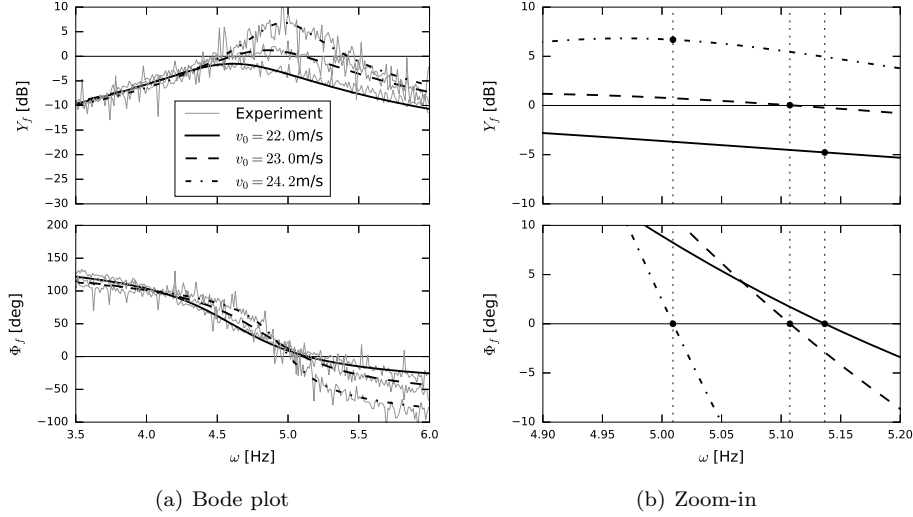 10
5
0
−5
−10
−15
−20
−25
−30
Y_f [dB]
Experiment
v_0 = 22.0m/s
v_0 = 23.0m/s
v_0 = 24.2m/s
200
150
100
50
0
−50
−100
Φ_f [deg]
3.5 4.0 4.5 5.0 5.5 6.0
ω [Hz]
(a) Bode plot
10
5
0
−5
−10
Y_f [dB]
10
5
0
−5
−10
Φ_f [deg]
4.90 4.95 5.00 5.05 5.10 5.15 5.20
ω [Hz]
(b) Zoom-in